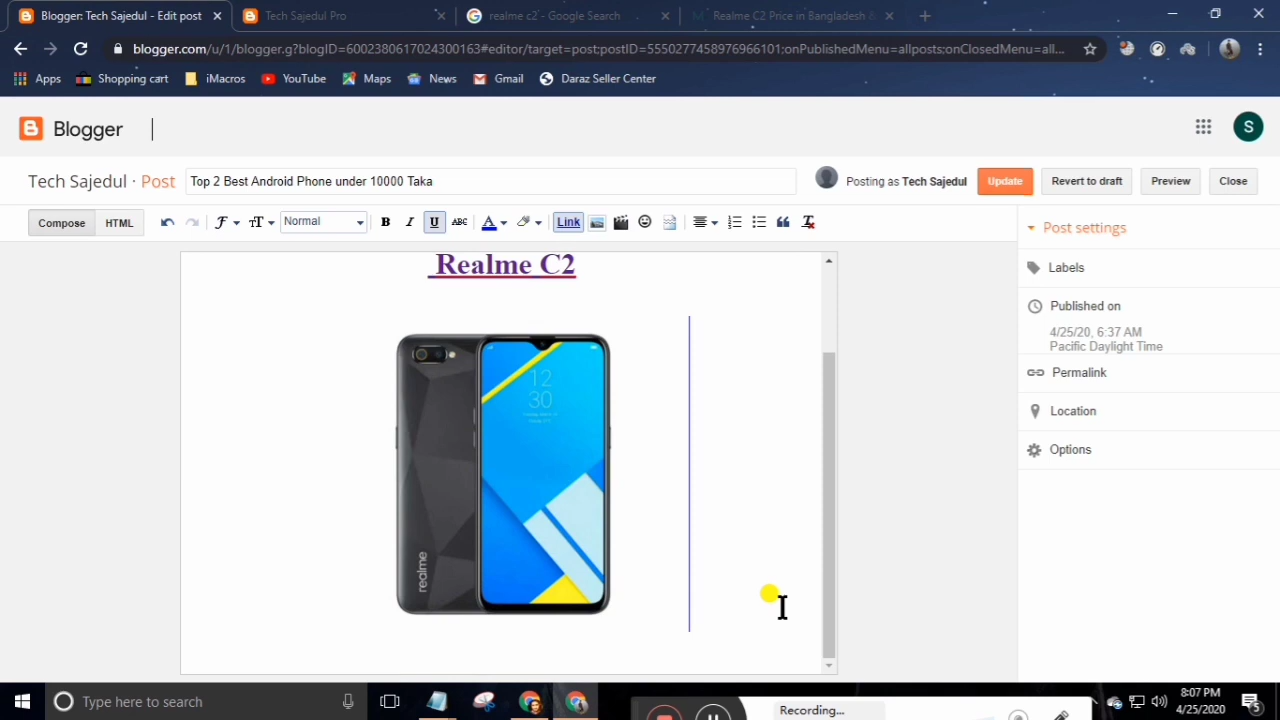 Blogger: Tech Sajedul - Edit post
Tech Sajedul Pro
realme c2 - Google Search
Realme C2 Price in Bangladesh &
blogger.com/u/1/blogger.g?blogID=6002380617024300163#editor/target=post;postID=5550277458976966101;onPublishedMenu=allposts;onClosedMenu=all...
Apps
Shopping cart
iMacros
YouTube
Maps
News
Gmail
Daraz Seller Center
Blogger
S
Tech Sajedul · Post
Top 2 Best Android Phone under 10000 Taka
Posting as Tech Sajedul
Update
Revert to draft
Preview
Close
Compose
HTML
Normal
B
I
U
ABC
A
Link
Post settings
Realme C2
12
30
realme
Labels
Published on
4/25/20, 6:37 AM
Pacific Daylight Time
Permalink
Location
Options
Type here to search
Recording...
8:07 PM
4/25/2020
5